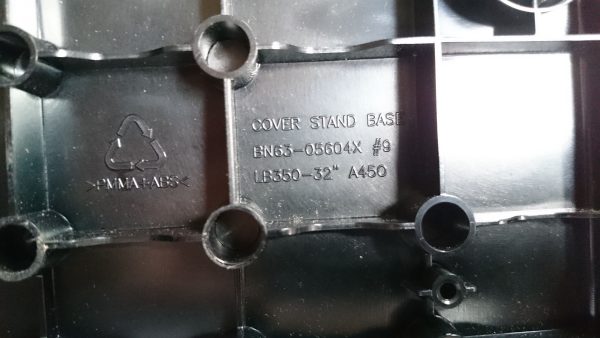 COVER STAND BASE
BN63-05604X #9
LB350-32" A450
>PMMA+ABS<